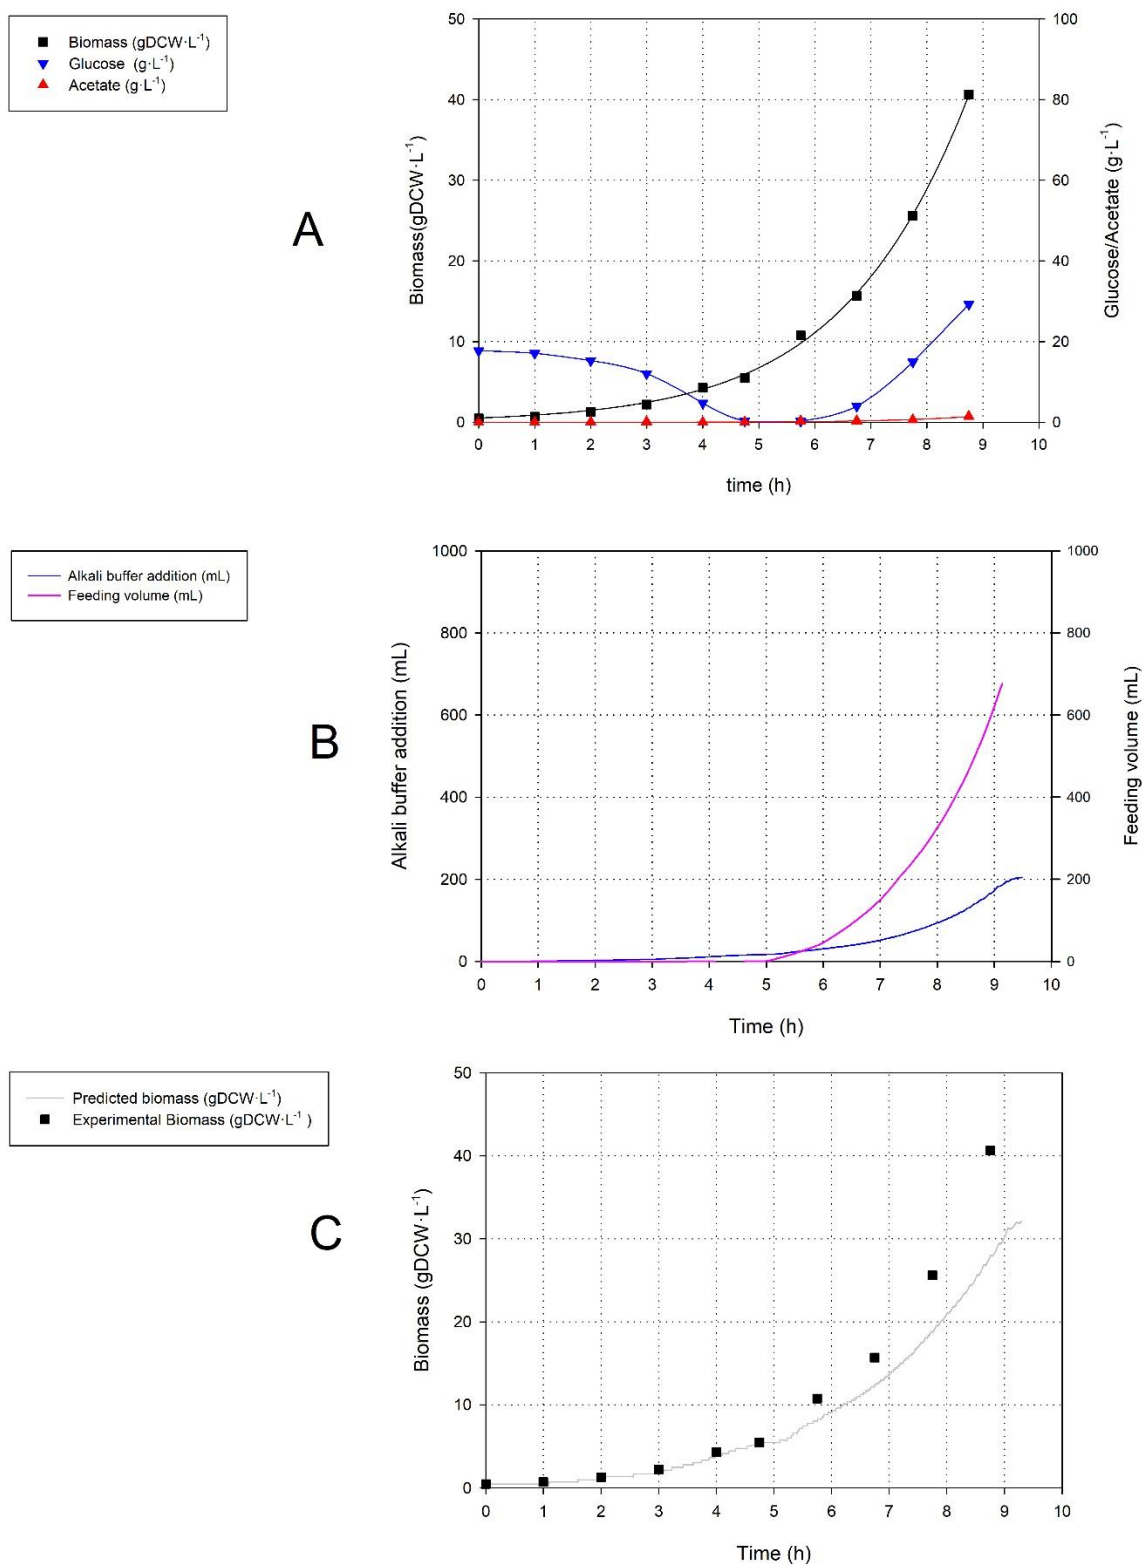 Biomass (gDCW·L⁻¹)
Glucose (g·L⁻¹)
Acetate (g·L⁻¹)
A
Biomass(gDCW·L⁻¹)
50
40
30
20
10
0
100
80
60
40
20
0
Glucose/Acetate (g·L⁻¹)
0 1 2 3 4 5 6 7 8 9 10
time (h)
Alkali buffer addition (mL)
Feeding volume (mL)
B
Alkali buffer addition (mL)
1000
800
600
400
200
0
1000
800
600
400
200
0
Feeding volume (mL)
0 1 2 3 4 5 6 7 8 9 10
Time (h)
Predicted biomass (gDCW·L⁻¹)
Experimental Biomass (gDCW·L⁻¹ )
C
Biomass (gDCW·L⁻¹)
50
40
30
20
10
0
0 1 2 3 4 5 6 7 8 9 10
Time (h)